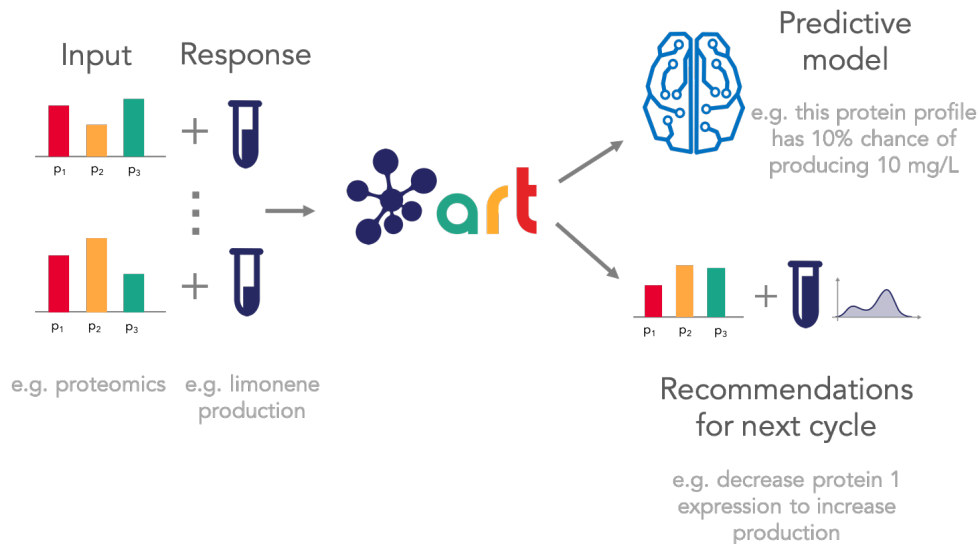 Input
Response
p1 p2 p3
+
p1 p2 p3
+
e.g. proteomics
e.g. limonene
production
art
Predictive
model
e.g. this protein profile
has 10% chance of
producing 10 mg/L
p1 p2 p3
+
Recommendations
for next cycle
e.g. decrease protein 1
expression to increase
production